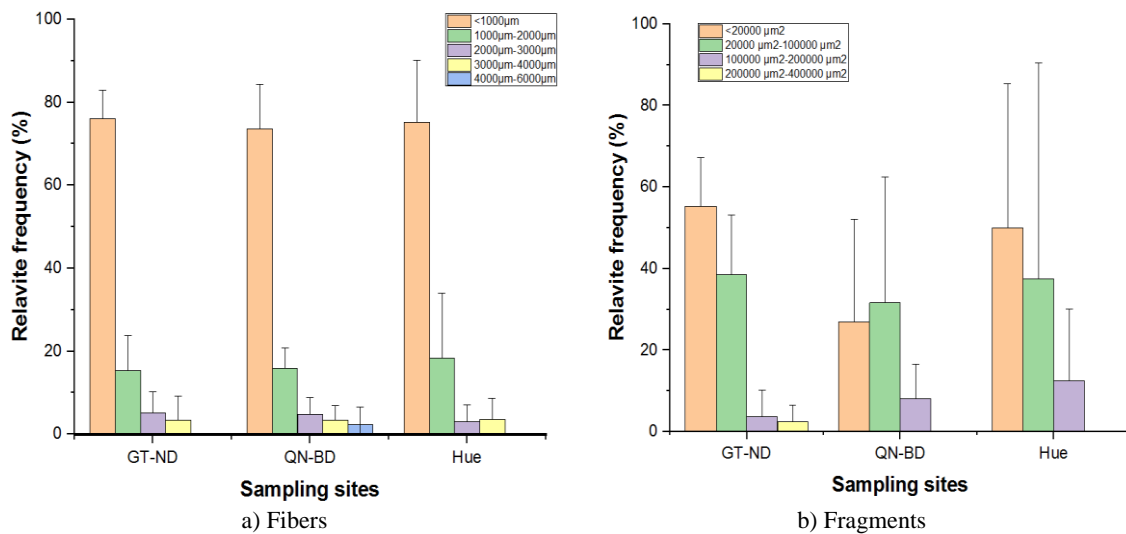 100
80
60
40
20
0
Relavite frequency (%)
<1000µm
1000µm-2000µm
2000µm-3000µm
3000µm-4000µm
4000µm-6000µm
GT-ND QN-BD Hue
Sampling sites
a) Fibers
100
80
60
40
20
0
Relavite frequency (%)
<20000 µm2
20000 µm2-100000 µm2
100000 µm2-200000 µm2
200000 µm2-400000 µm2
GT-ND QN-BD Hue
Sampling sites
b) Fragments